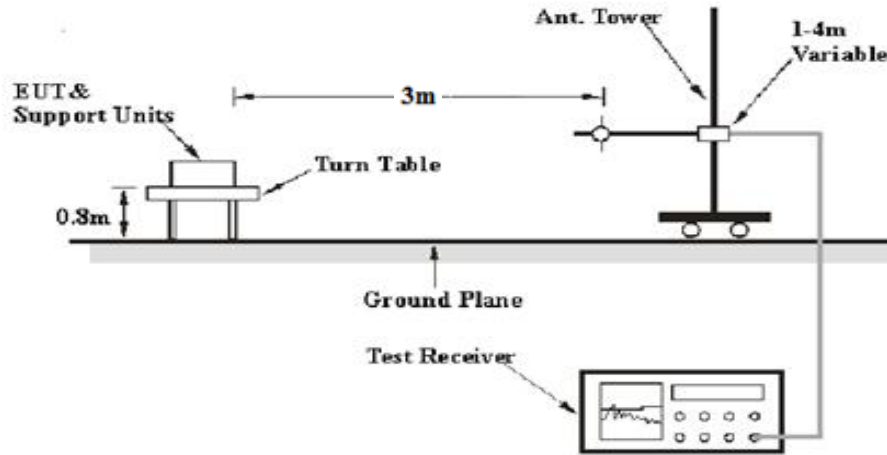 Ant. Tower
1-4m
Variable
EUT&
Support Units
3m
Turn Table
0.8m
Ground Plane
Test Receiver